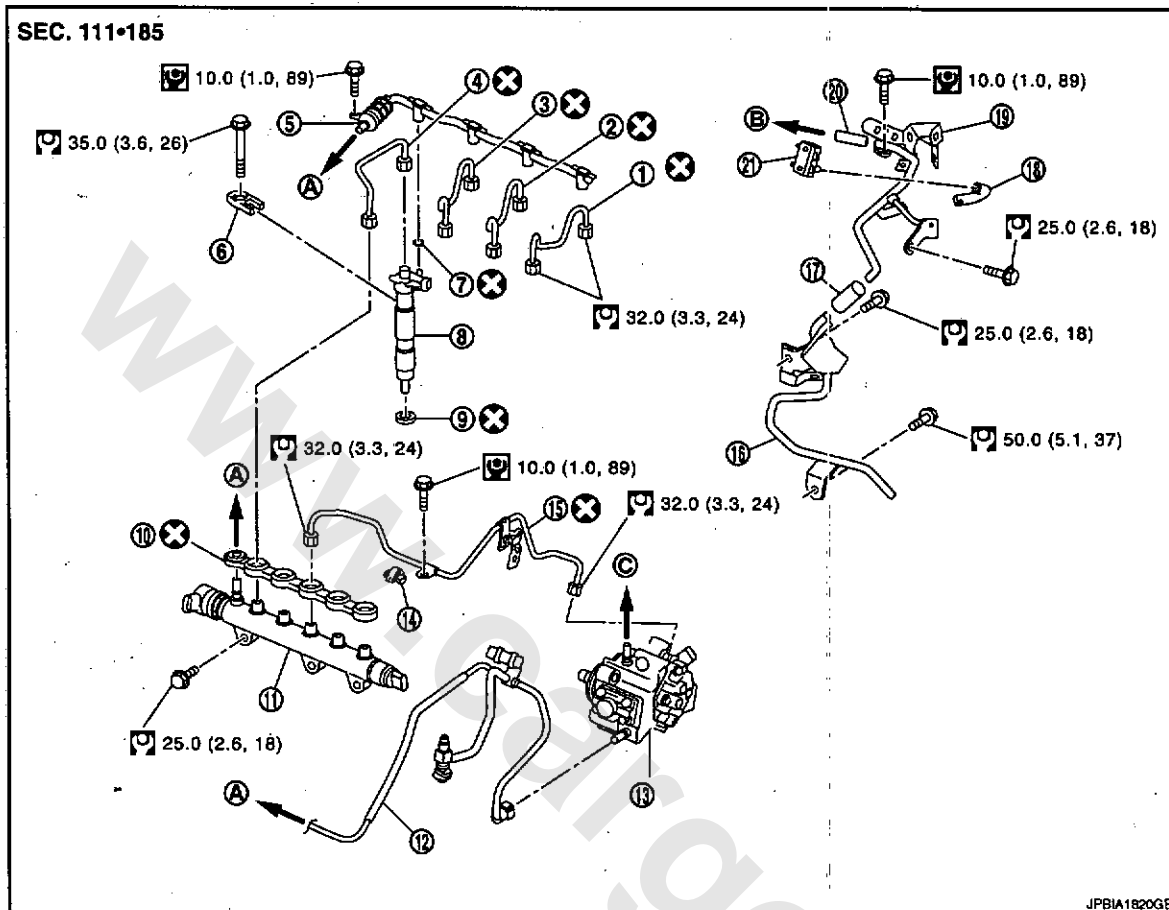 SEC. 111•185
10.0 (1.0, 89)
35.0 (3.6, 26)
5
4
3
2
1
A
6
7
8
9
32.0 (3.3, 24)
10.0 (1.0, 89)
20
19
B
21
18
25.0 (2.6, 18)
17
25.0 (2.6, 18)
16
50.0 (5.1, 37)
32.0 (3.3, 24)
10.0 (1.0, 89)
15
32.0 (3.3, 24)
A
10
14
C
11
25.0 (2.6, 18)
13
A
12
JPBIA1820GB
www.carge